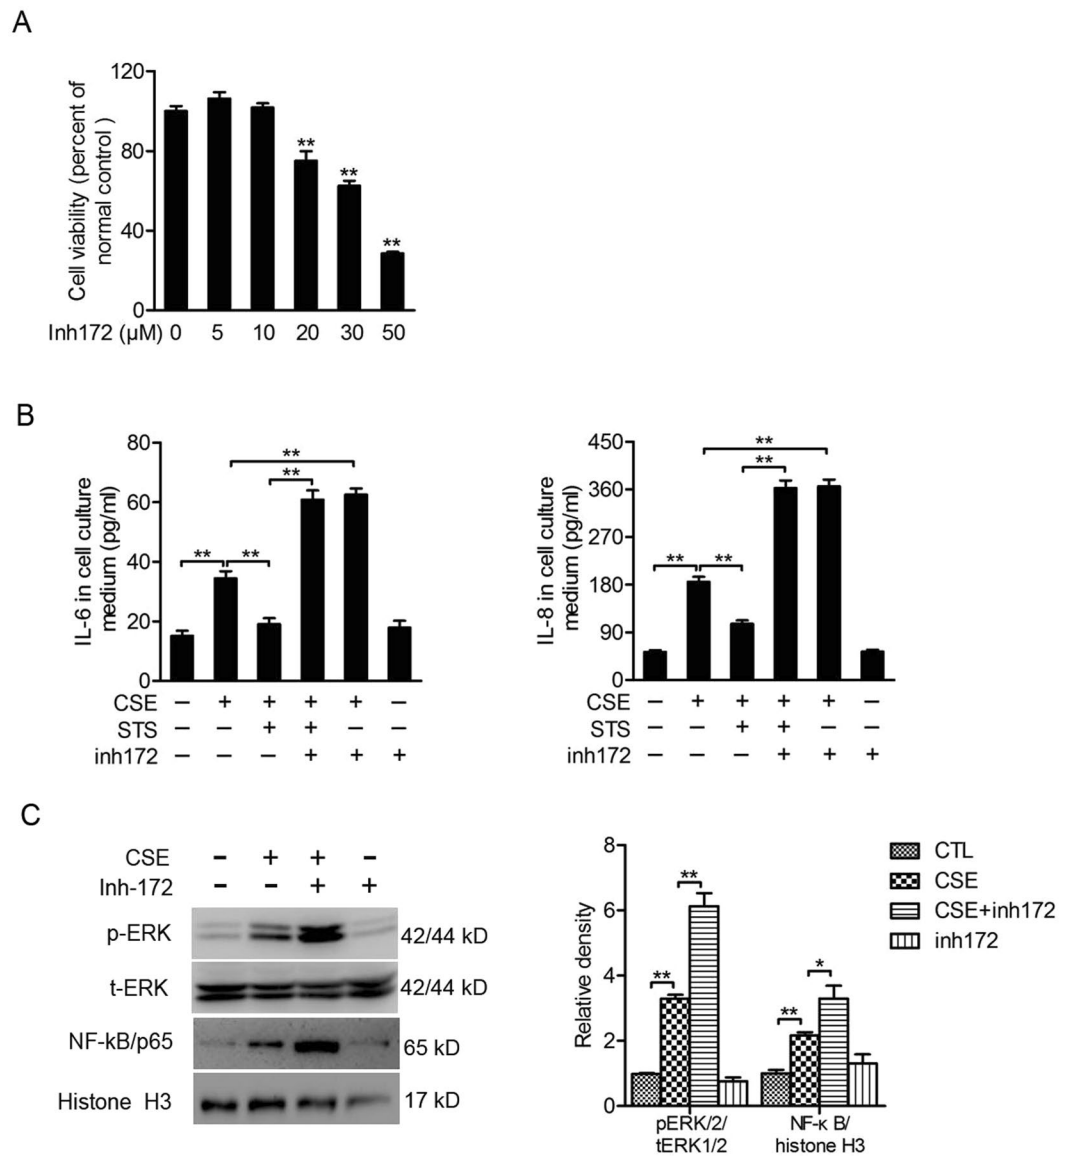 A
Cell viability (percent of
normal control )
120
80
40
0
**
**
**
Inh172 (μM) 0 5 10 20 30 50
B
IL-6 in cell culture
medium (pg/ml)
80
60
40
20
0
**
**
** **
CSE − + + + + −
STS − − + + − −
inh172 − − − + + +
IL-8 in cell culture
medium (pg/ml)
450
360
270
180
90
0
**
**
** **
CSE − + + + + −
STS − − + + − −
inh172 − − − + + +
C
CSE - + + -
Inh-172 - - + +
p-ERK 42/44 kD
t-ERK 42/44 kD
NF-kB/p65 65 kD
Histone H3 17 kD
Relative density
8
6
4
2
0
**
**
*
**
pERK/2/
tERK1/2
NF-κ B/
histone H3
CTL
CSE
CSE+inh172
inh172